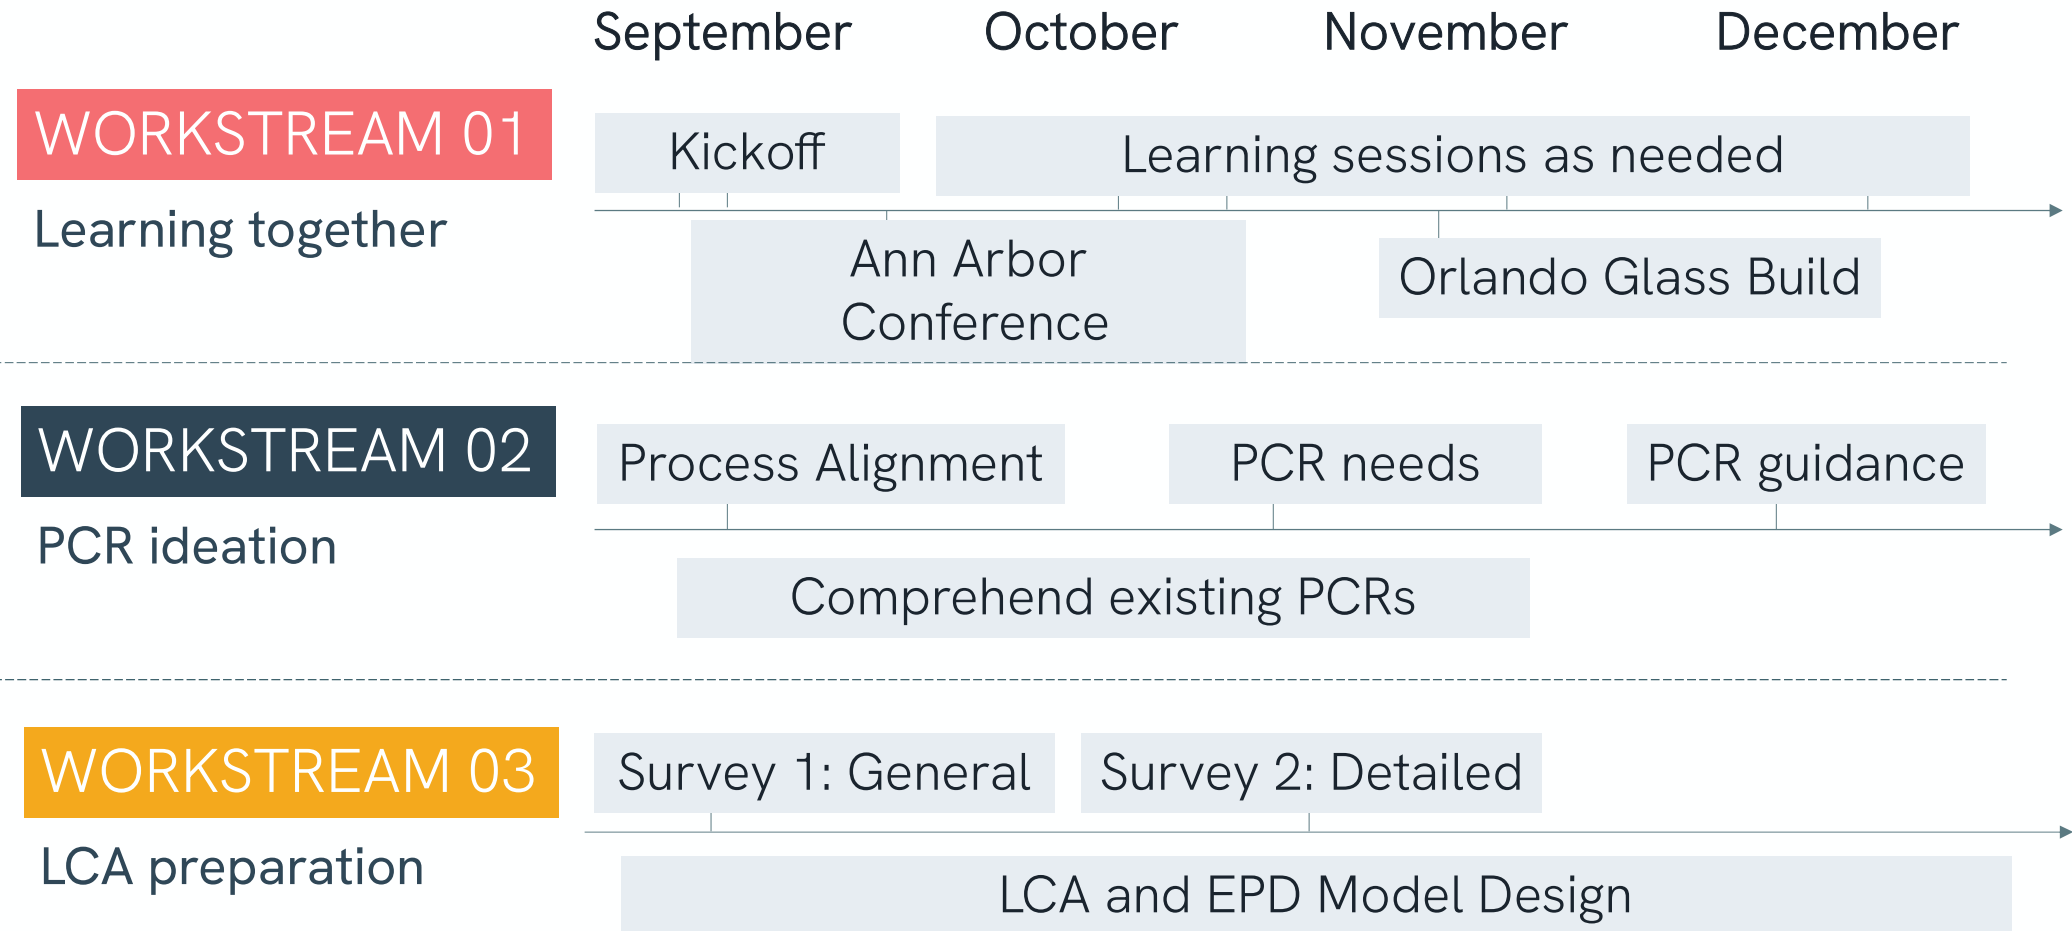 September October November December
WORKSTREAM 01
Learning together
Kickoff
Learning sessions as needed
Ann Arbor
Conference
Orlando Glass Build
WORKSTREAM 02
PCR ideation
Process Alignment
PCR needs
PCR guidance
Comprehend existing PCRs
WORKSTREAM 03
LCA preparation
Survey 1: General
Survey 2: Detailed
LCA and EPD Model Design